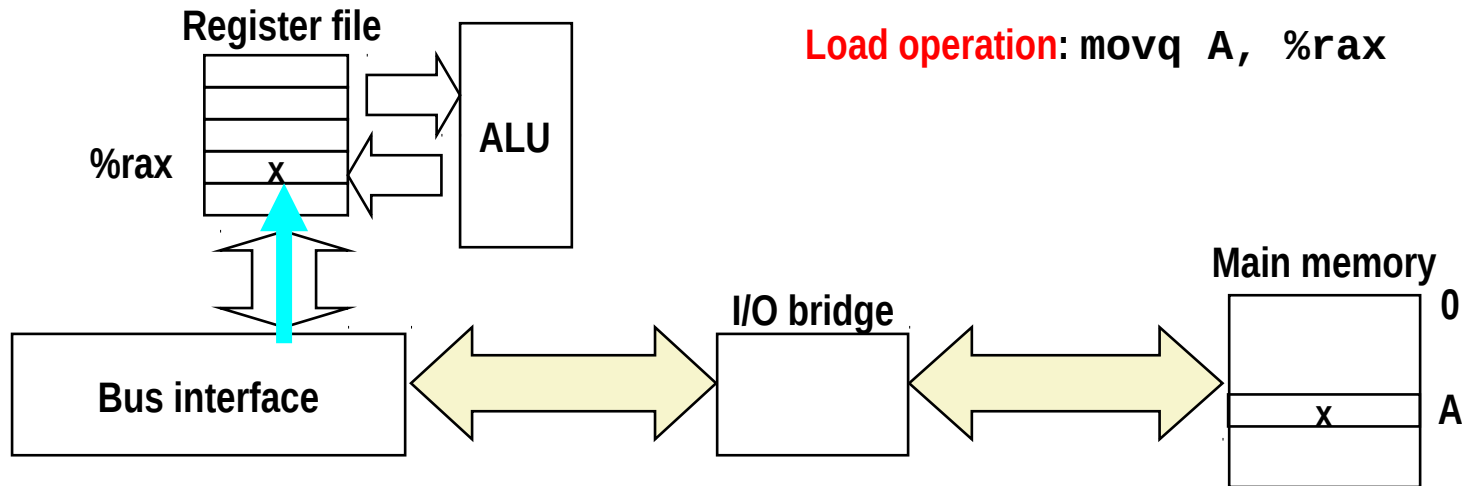 Register file
Load operation: movq A, %rax
ALU
%rax
x
Main memory
0
I/O bridge
Bus interface
x
A